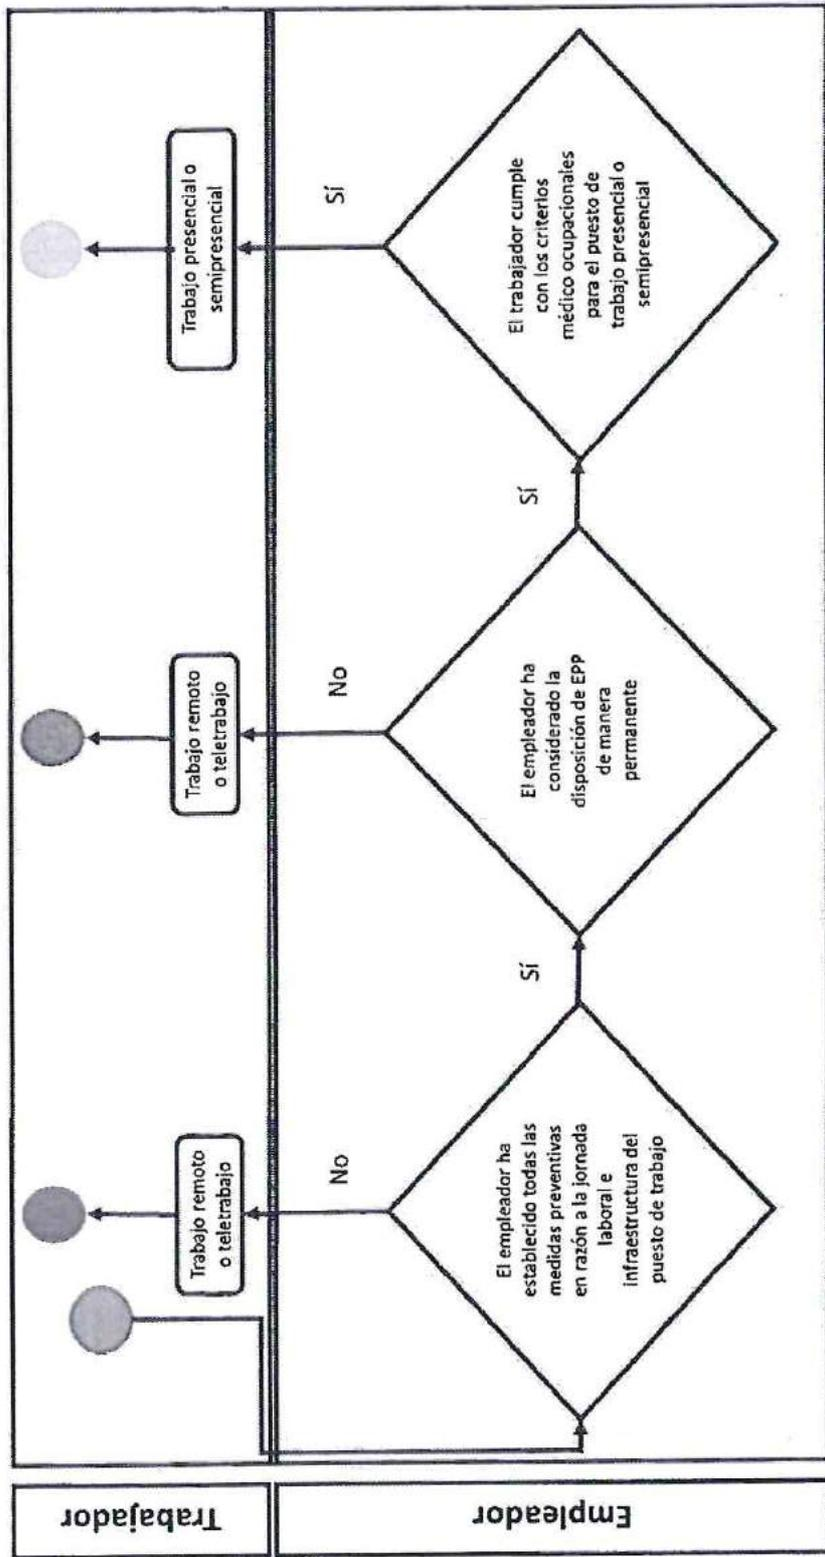 Trabajador
Trabajo remoto
o teletrabajo
Trabajo remoto
o teletrabajo
Trabajo presencial o
semipresencial
Empleador
No
No
Sí
El empleador ha
establecido todas las
medidas preventivas
en razón a la jornada
laboral e
infraestructura del
puesto de trabajo
Sí
El empleador ha
considerado la
disposición de EPP
de manera
permanente
Sí
El trabajador cumple
con los criterios
médico ocupacionales
para el puesto de
trabajo presencial o
semipresencial